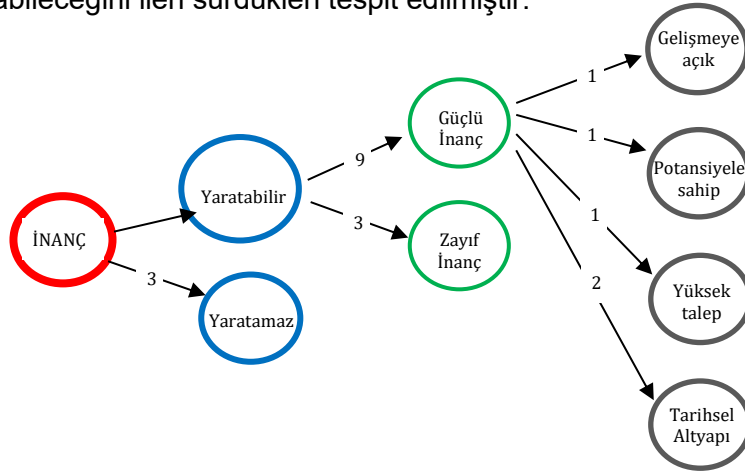 abileceğini ileri sürdükleri tespit edilmiştir.
Gelişmeye
açık
1
Güçlü
İnanç
1
Potansiyele
sahip
9
Yaratabilir
1
3
Zayıf
İnanç
İNANÇ
3
2
Yüksek
talep
Yaratamaz
Tarihsel
Altyapı